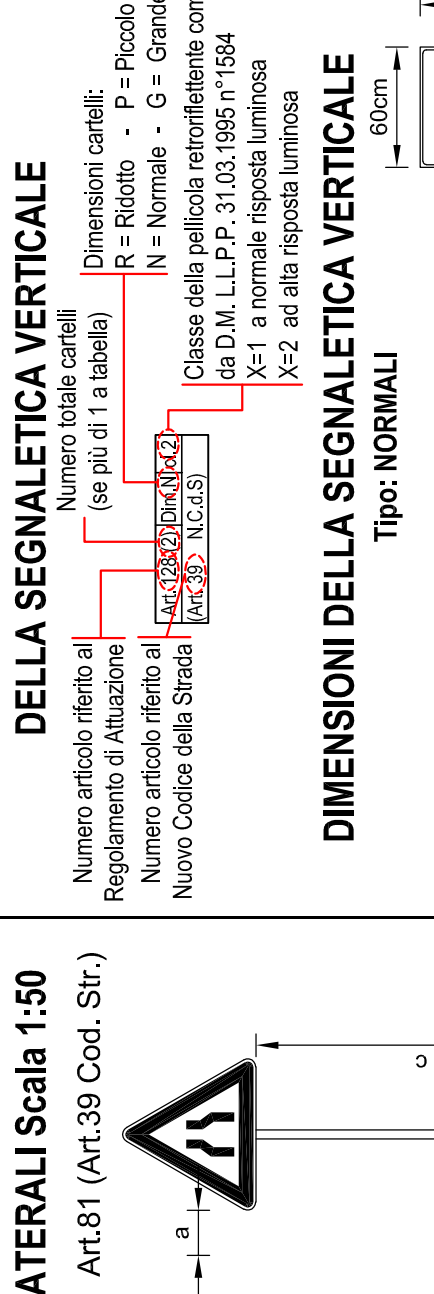 ATERALI Scala 1:50
Art.81 (Art.39 Cod. Str.)
a
c
DELLA SEGNALETICA VERTICALE
Numero articolo riferito al
Regolamento di Attuazione
Numero articolo riferito al
Nuovo Codice della Strada
Numero totale cartelli
(se più di 1 a tabella)
Dimensioni cartelli:
R = Ridotto - P = Piccolo
N = Normale - G = Grande
Art. 128 (2) Dim.N cl.2
(Art. 39 N.C.d.S)
Classe della pellicola retroriflettente com
da D.M. L.L.P.P. 31.03.1995 n°1584
X=1 a normale risposta luminosa
X=2 ad alta risposta luminosa
DIMENSIONI DELLA SEGNALETICA VERTICALE
Tipo: NORMALI
60cm